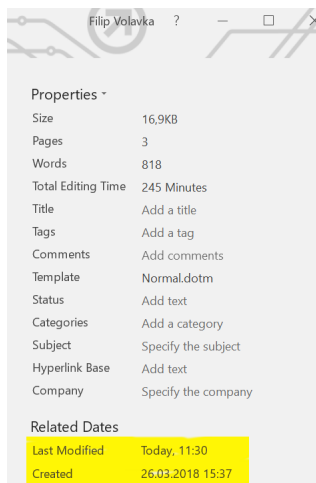 Filip Volavka ?
Properties
Size 16,9KB
Pages 3
Words 818
Total Editing Time 245 Minutes
Title Add a title
Tags Add a tag
Comments Add comments
Template Normal.dotm
Status Add text
Categories Add a category
Subject Specify the subject
Hyperlink Base Add text
Company Specify the company
Related Dates
Last Modified Today, 11:30
Created 26.03.2018 15:37